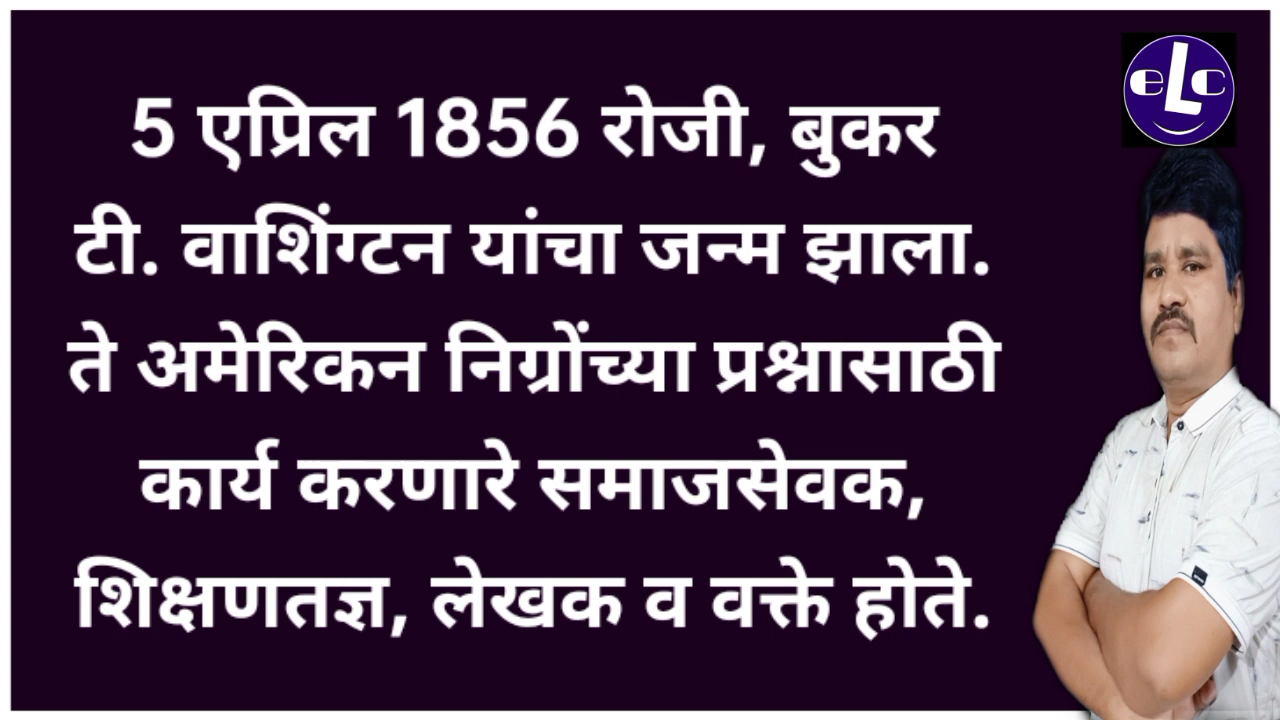 5 एप्रिल 1856 रोजी, बुकर
टी. वाशिंग्टन यांचा जन्म झाला.
ते अमेरिकन निग्रोंच्या प्रश्नासाठी
कार्य करणारे समाजसेवक,
शिक्षणतज्ञ, लेखक व वक्ते होते.
eLc